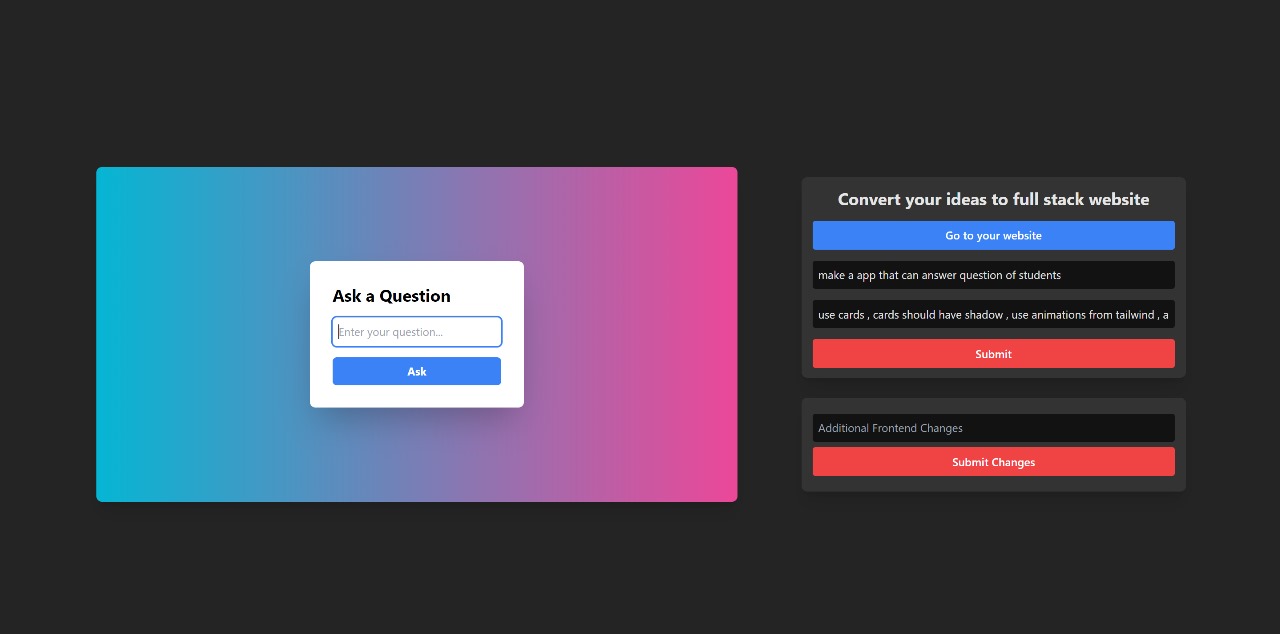 Ask a Question
Enter your question...
Ask
Convert your ideas to full stack website
Go to your website
make a app that can answer question of students
use cards , cards should have shadow , use animations from tailwind , a
Submit
Additional Frontend Changes
Submit Changes